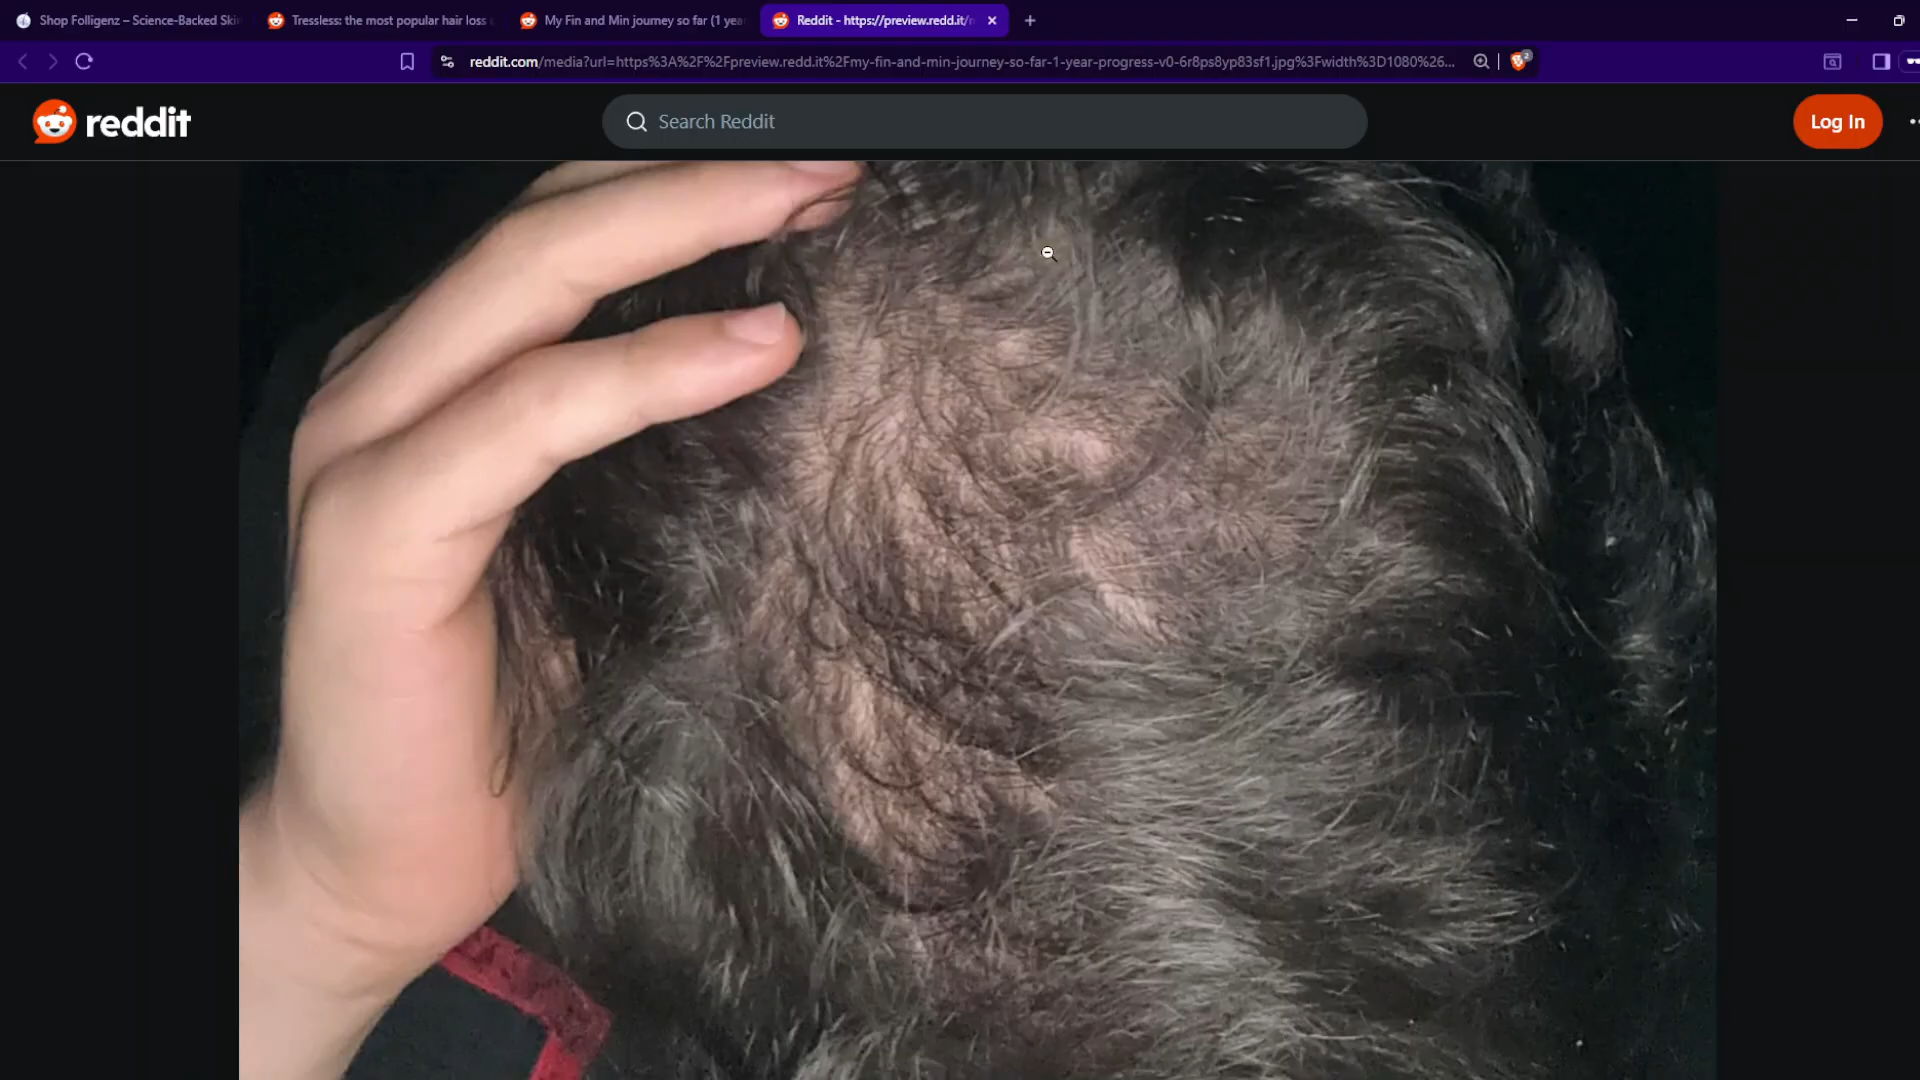 Shop Folligenz – Science-Backed Ski
Tressless: the most popular hair loss
My Fin and Min journey so far (1 yea
Reddit - https://preview.redd.it/
reddit.com/media?url=https%3A%2F%2Fpreview.redd.it%2Fmy-fin-and-min-journey-so-far-1-year-progress-v0-6r8ps8yp83sf1.jpg%3Fwidth%3D1080%26...
2
reddit
Search Reddit
Log In